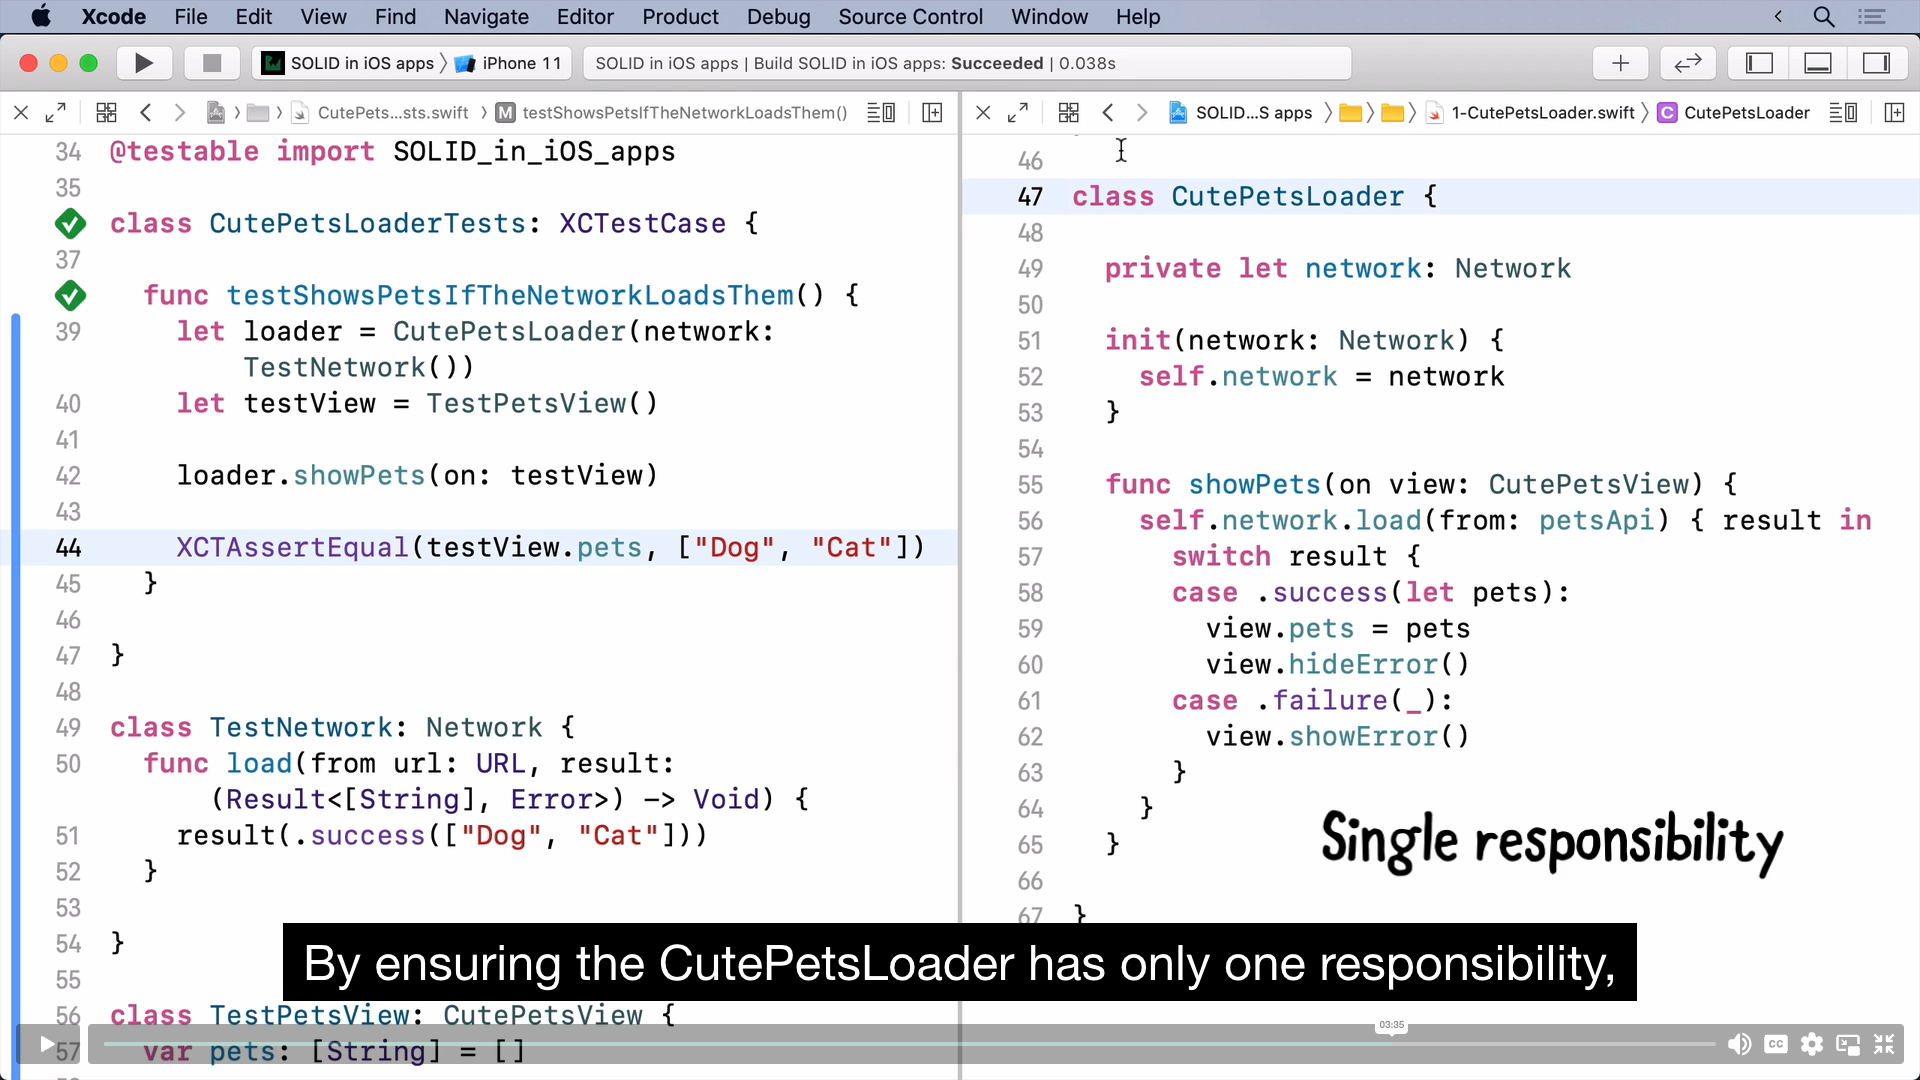 Xcode File Edit View Find Navigate Editor Product Debug Source Control Window Help
SOLID in iOS apps 〉 iPhone 11
SOLID in iOS apps | Build SOLID in iOS apps: Succeeded | 0.038s
CutePets...sts.swift 〉 M testShowsPetsIfTheNetworkLoadsThem()
34 @testable import SOLID_in_iOS_apps
35
class CutePetsLoaderTests: XCTestCase {
37
func testShowsPetsIfTheNetworkLoadsThem() {
39 let loader = CutePetsLoader(network:
TestNetwork())
40 let testView = TestPetsView()
41
42 loader.showPets(on: testView)
43
44 XCTAssertEqual(testView.pets, ["Dog", "Cat"])
45 }
46
47 }
48
49 class TestNetwork: Network {
50 func load(from url: URL, result:
(Result<[String], Error>) -> Void) {
51 result(.success(["Dog", "Cat"]))
52 }
53
54 }
55
56 class TestPetsView: CutePetsView {
57 var pets: [String] = []
SOLID...S apps 〉 〉 〉 1-CutePetsLoader.swift 〉 C CutePetsLoader
46
47 class CutePetsLoader {
48
49 private let network: Network
50
51 init(network: Network) {
52 self.network = network
53 }
54
55 func showPets(on view: CutePetsView) {
56 self.network.load(from: petsApi) { result in
57 switch result {
58 case .success(let pets):
59 view.pets = pets
60 view.hideError()
61 case .failure(_):
62 view.showError()
63 }
64 }
65 }
66
67 }
Single responsibility
By ensuring the CutePetsLoader has only one responsibility,
03:35
CC